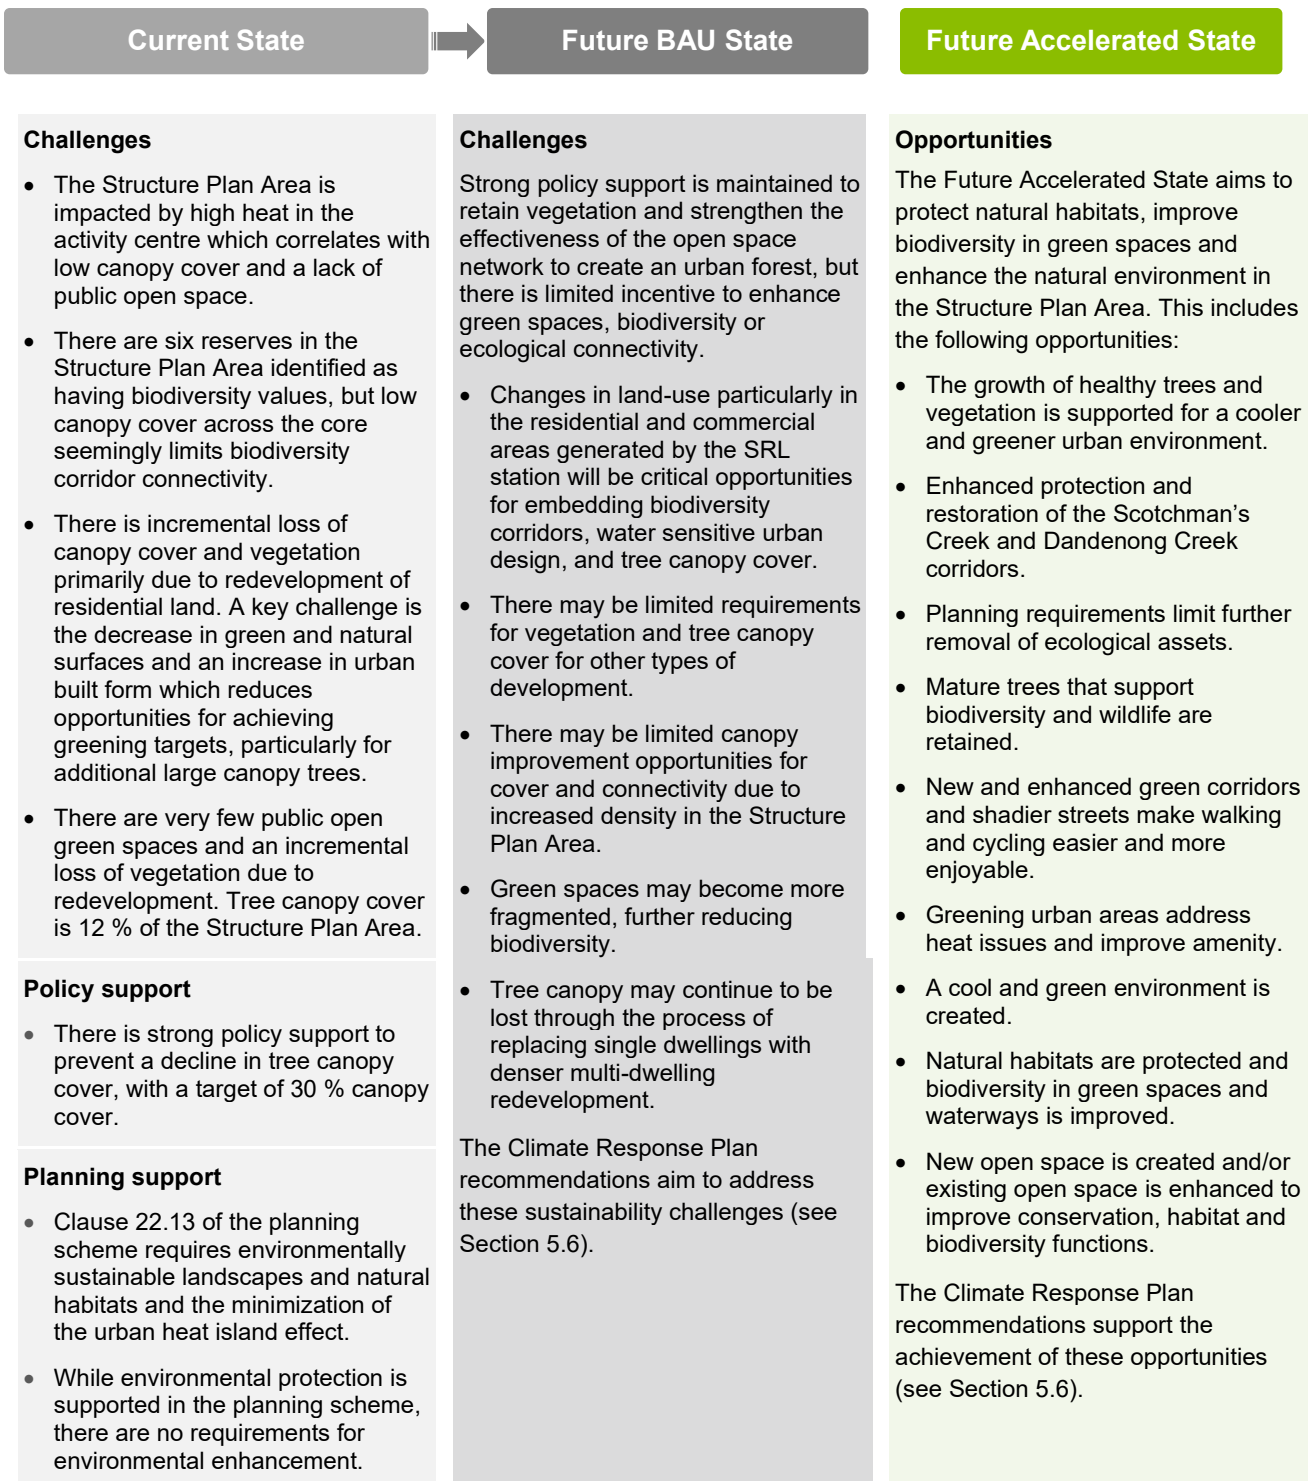 Current State
Future BAU State
Future Accelerated State
Challenges
• The Structure Plan Area is
impacted by high heat in the
activity centre which correlates with
low canopy cover and a lack of
public open space.
• There are six reserves in the
Structure Plan Area identified as
having biodiversity values, but low
canopy cover across the core
seemingly limits biodiversity
corridor connectivity.
• There is incremental loss of
canopy cover and vegetation
primarily due to redevelopment of
residential land. A key challenge is
the decrease in green and natural
surfaces and an increase in urban
built form which reduces
opportunities for achieving
greening targets, particularly for
additional large canopy trees.
• There are very few public open
green spaces and an incremental
loss of vegetation due to
redevelopment. Tree canopy cover
is 12 % of the Structure Plan Area.
Policy support
• There is strong policy support to
prevent a decline in tree canopy
cover, with a target of 30 % canopy
cover.
Planning support
• Clause 22.13 of the planning
scheme requires environmentally
sustainable landscapes and natural
habitats and the minimization of
the urban heat island effect.
• While environmental protection is
supported in the planning scheme,
there are no requirements for
environmental enhancement.
Challenges
Strong policy support is maintained to
retain vegetation and strengthen the
effectiveness of the open space
network to create an urban forest, but
there is limited incentive to enhance
green spaces, biodiversity or
ecological connectivity.
• Changes in land-use particularly in
the residential and commercial
areas generated by the SRL
station will be critical opportunities
for embedding biodiversity
corridors, water sensitive urban
design, and tree canopy cover.
• There may be limited requirements
for vegetation and tree canopy
cover for other types of
development.
• There may be limited canopy
improvement opportunities for
cover and connectivity due to
increased density in the Structure
Plan Area.
• Green spaces may become more
fragmented, further reducing
biodiversity.
• Tree canopy may continue to be
lost through the process of
replacing single dwellings with
denser multi-dwelling
redevelopment.
The Climate Response Plan
recommendations aim to address
these sustainability challenges (see
Section 5.6).
Opportunities
The Future Accelerated State aims to
protect natural habitats, improve
biodiversity in green spaces and
enhance the natural environment in
the Structure Plan Area. This includes
the following opportunities:
• The growth of healthy trees and
vegetation is supported for a cooler
and greener urban environment.
• Enhanced protection and
restoration of the Scotchman’s
Creek and Dandenong Creek
corridors.
• Planning requirements limit further
removal of ecological assets.
• Mature trees that support
biodiversity and wildlife are
retained.
• New and enhanced green corridors
and shadier streets make walking
and cycling easier and more
enjoyable.
• Greening urban areas address
heat issues and improve amenity.
• A cool and green environment is
created.
• Natural habitats are protected and
biodiversity in green spaces and
waterways is improved.
• New open space is created and/or
existing open space is enhanced to
improve conservation, habitat and
biodiversity functions.
The Climate Response Plan
recommendations support the
achievement of these opportunities
(see Section 5.6).